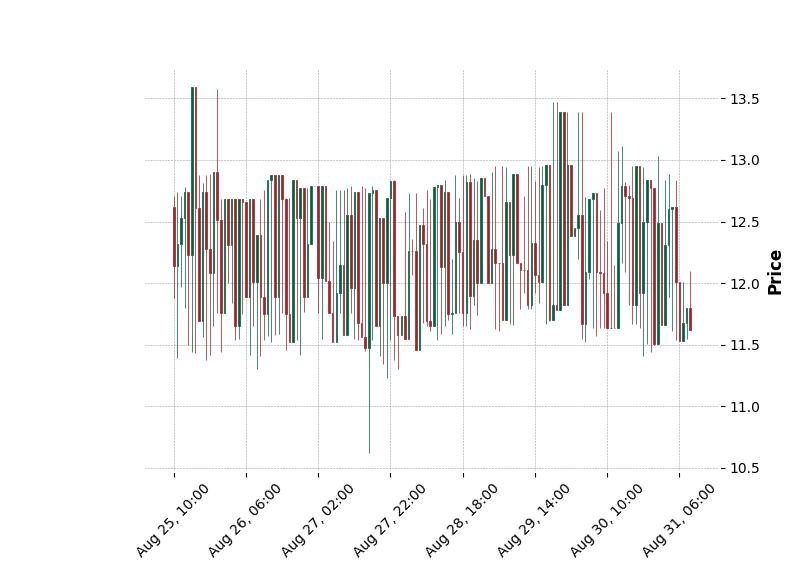 13.5
13.0
12.5
12.0
11.5
11.0
10.5
Price
Aug 25, 10:00
Aug 26, 06:00
Aug 27, 02:00
Aug 27, 22:00
Aug 28, 18:00
Aug 29, 14:00
Aug 30, 10:00
Aug 31, 06:00